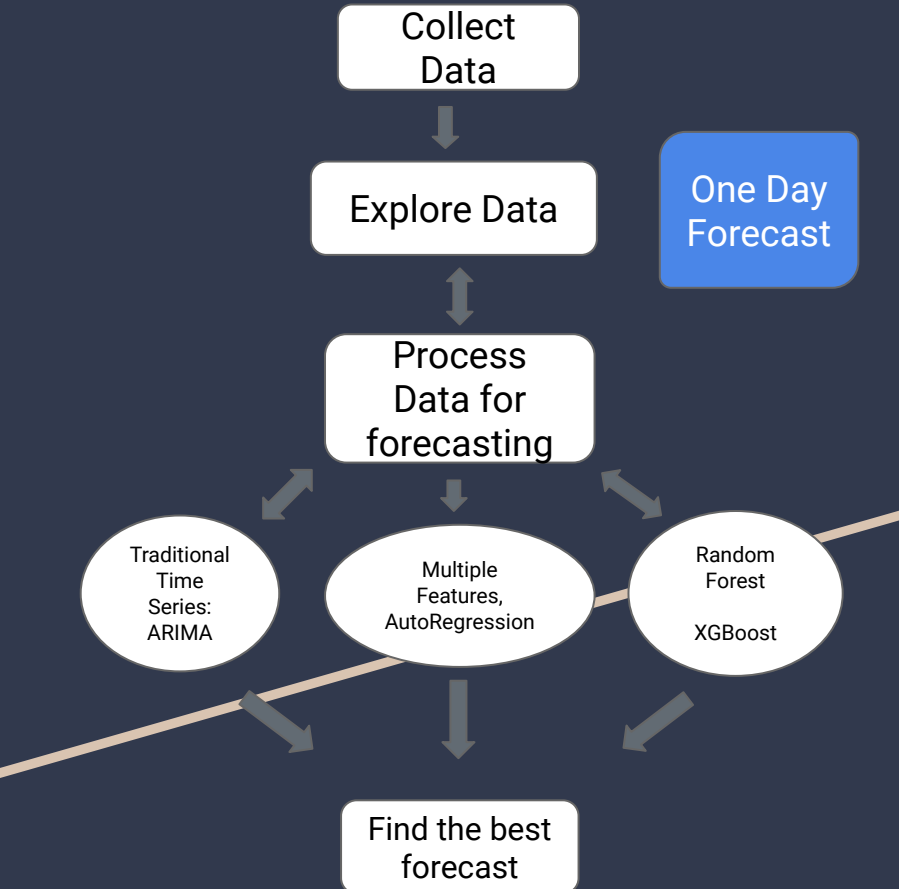 Collect
Data
Explore Data
One Day
Forecast
Process
Data for
forecasting
Traditional
Time
Series:
ARIMA
Multiple
Features,
AutoRegression
Random
Forest
XGBoost
Find the best
forecast